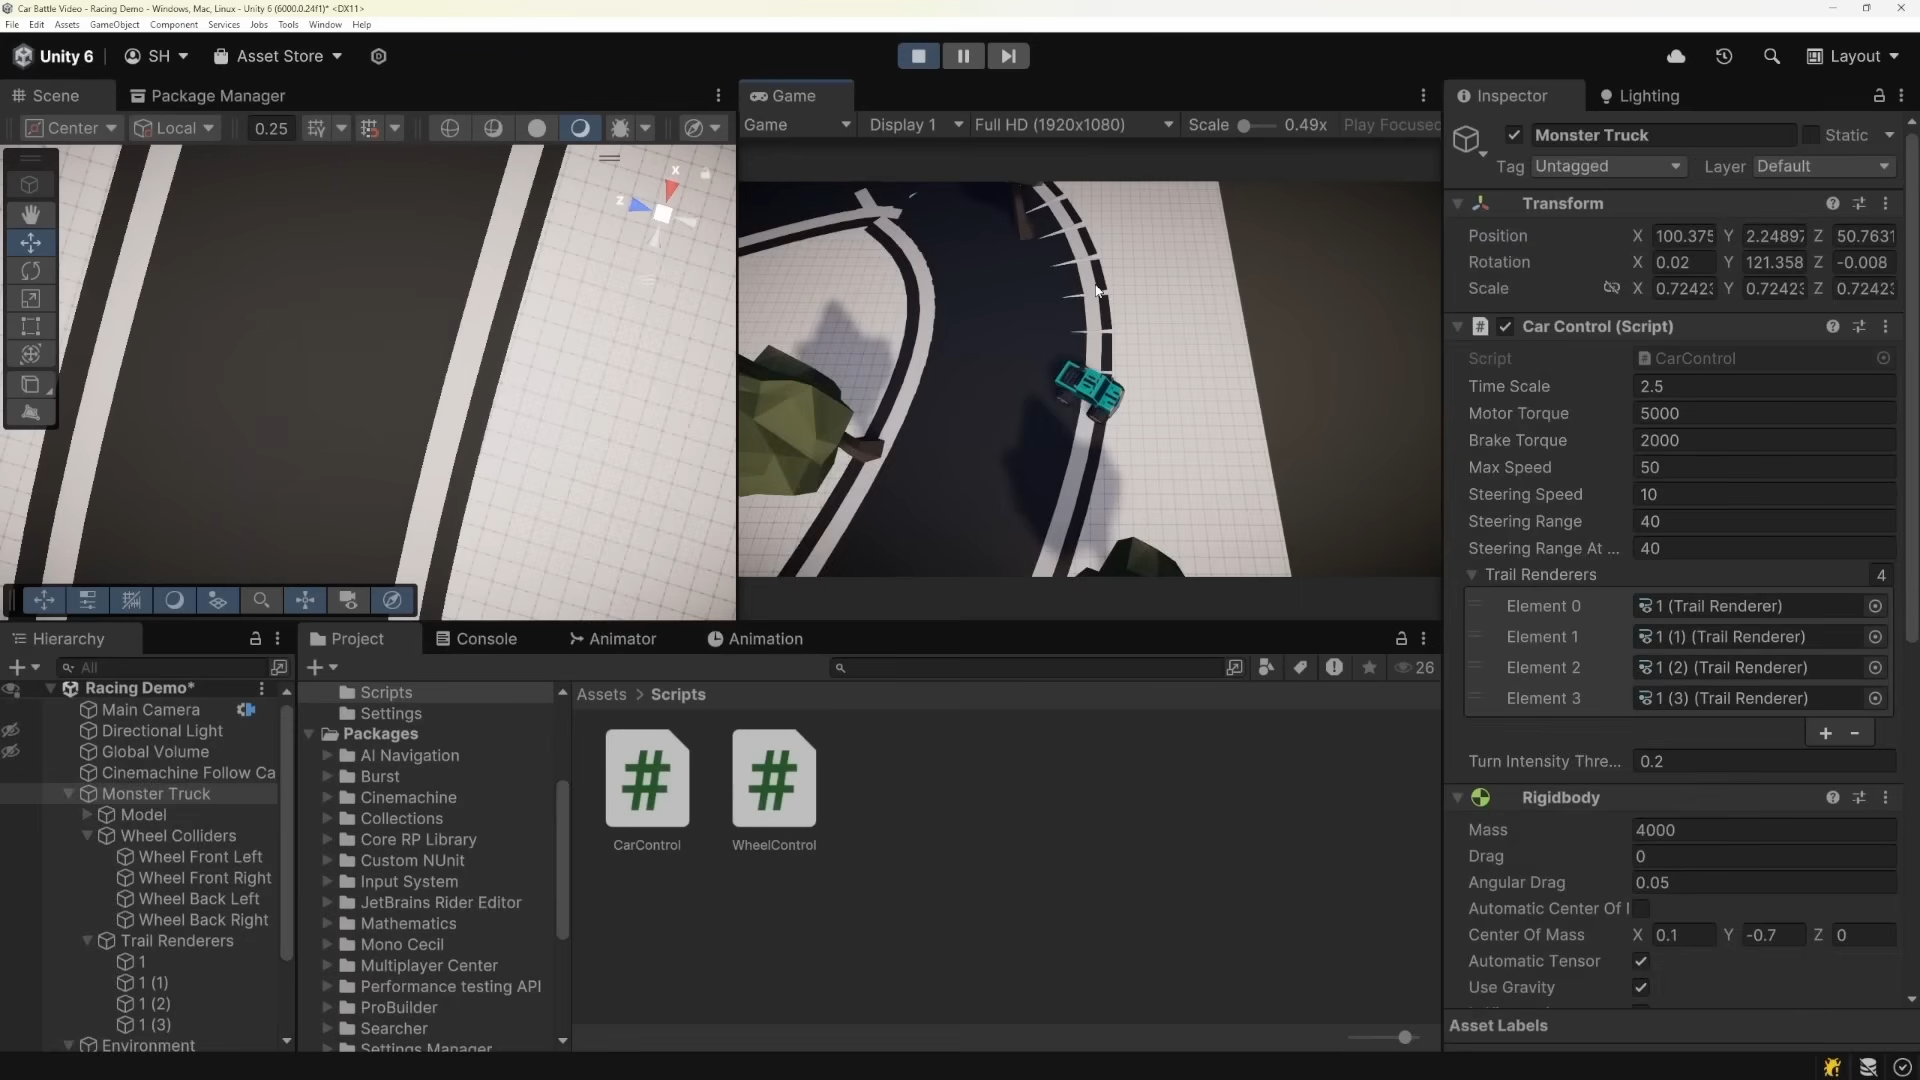 Car Battle Video - Racing Demo - Windows, Mac, Linux - Unity 6 (6000.0.24f1)* <DX11>
File Edit Assets GameObject Component Services Jobs Tools Window Help
Unity 6 SH Asset Store Layout
Scene Package Manager
Center Local 0.25
x
z
Game
Game Display 1 Full HD (1920x1080) Scale 0.49x Play Focused
Inspector Lighting
Monster Truck Static
Tag Untagged Layer Default
Transform
Position X 100.375 Y 2.24897 Z 50.7631
Rotation X 0.02 Y 121.358 Z -0.008
Scale X 0.72423 Y 0.72423 Z 0.72423
# Car Control (Script)
Script CarControl
Time Scale 2.5
Motor Torque 5000
Brake Torque 2000
Max Speed 50
Steering Speed 10
Steering Range 40
Steering Range At ... 40
Trail Renderers 4
Element 0 1 (Trail Renderer)
Element 1 1 (1) (Trail Renderer)
Element 2 1 (2) (Trail Renderer)
Element 3 1 (3) (Trail Renderer)
+ -
Turn Intensity Thre... 0.2
Rigidbody
Mass 4000
Drag 0
Angular Drag 0.05
Automatic Center Of
Center Of Mass X 0.1 Y -0.7 Z 0
Automatic Tensor
Use Gravity
Asset Labels
Hierarchy
All
Racing Demo*
Main Camera
Directional Light
Global Volume
Cinemachine Follow Ca
Monster Truck
Model
Wheel Colliders
Wheel Front Left
Wheel Front Right
Wheel Back Left
Wheel Back Right
Trail Renderers
1
1 (1)
1 (2)
1 (3)
Environment
Project Console Animator Animation
26
Scripts
Settings
Packages
AI Navigation
Burst
Cinemachine
Collections
Core RP Library
Custom NUnit
Input System
JetBrains Rider Editor
Mathematics
Mono Cecil
Multiplayer Center
Performance testing API
ProBuilder
Searcher
Settings Manager
Assets > Scripts
# #
CarControl WheelControl